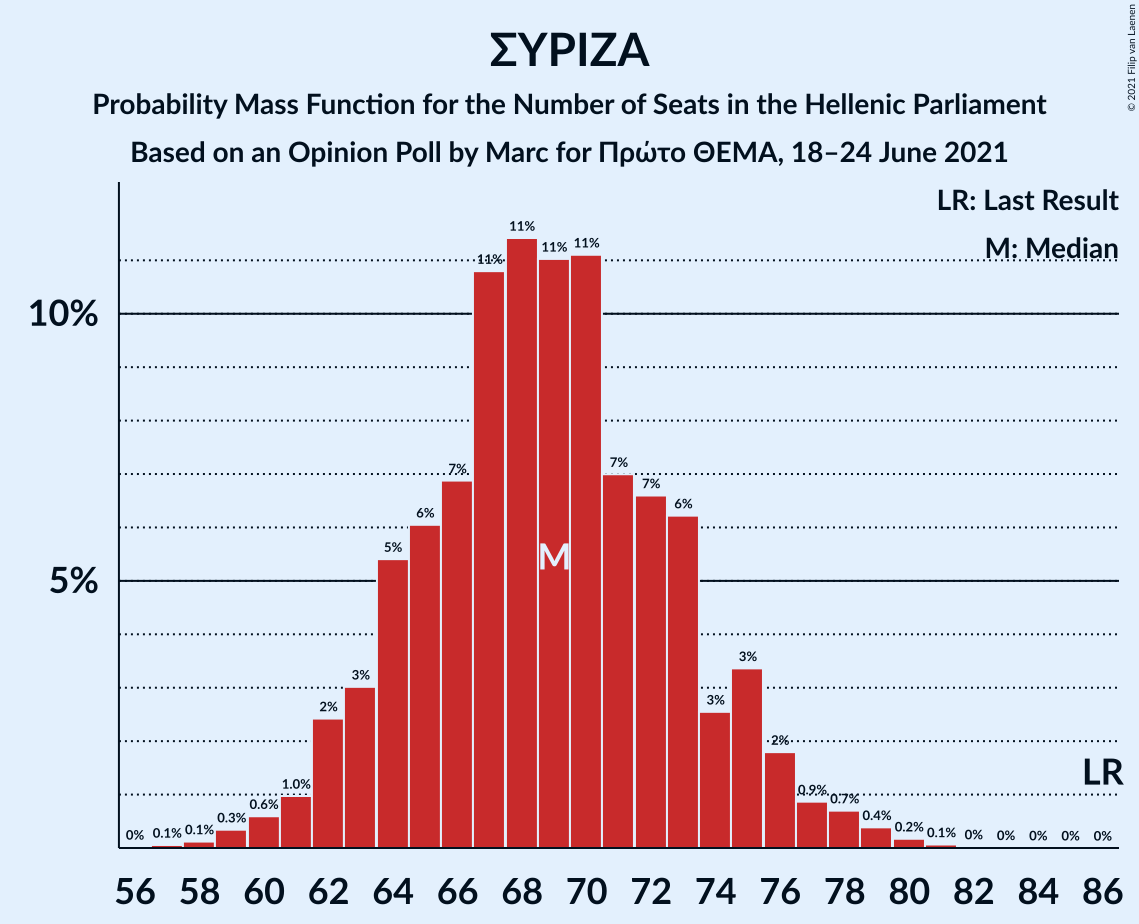 ΣΥΡΙΖΑ
Probability Mass Function for the Number of Seats in the Hellenic Parliament
Based on an Opinion Poll by Marc for Πρώτο ΘΕΜΑ, 18–24 June 2021
© 2021 Filip van Laenen
LR: Last Result
M: Median
10%
5%
0% 0.1% 0.1% 0.3% 0.6% 1.0% 2% 3% 5% 6% 7% 11% 11% 11% 11% 7% 7% 6% 3% 3% 2% 0.9% 0.7% 0.4% 0.2% 0.1% 0% 0% 0% 0% 0%
M
LR
56 58 60 62 64 66 68 70 72 74 76 78 80 82 84 86